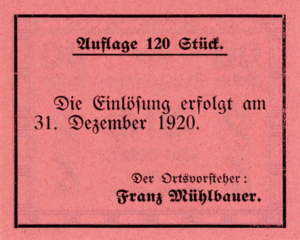 Auflage 120 Stück.
Die Einlösung erfolgt am
31. Dezember 1920.
Der Ortsvorsteher:
Franz Mühlbauer.